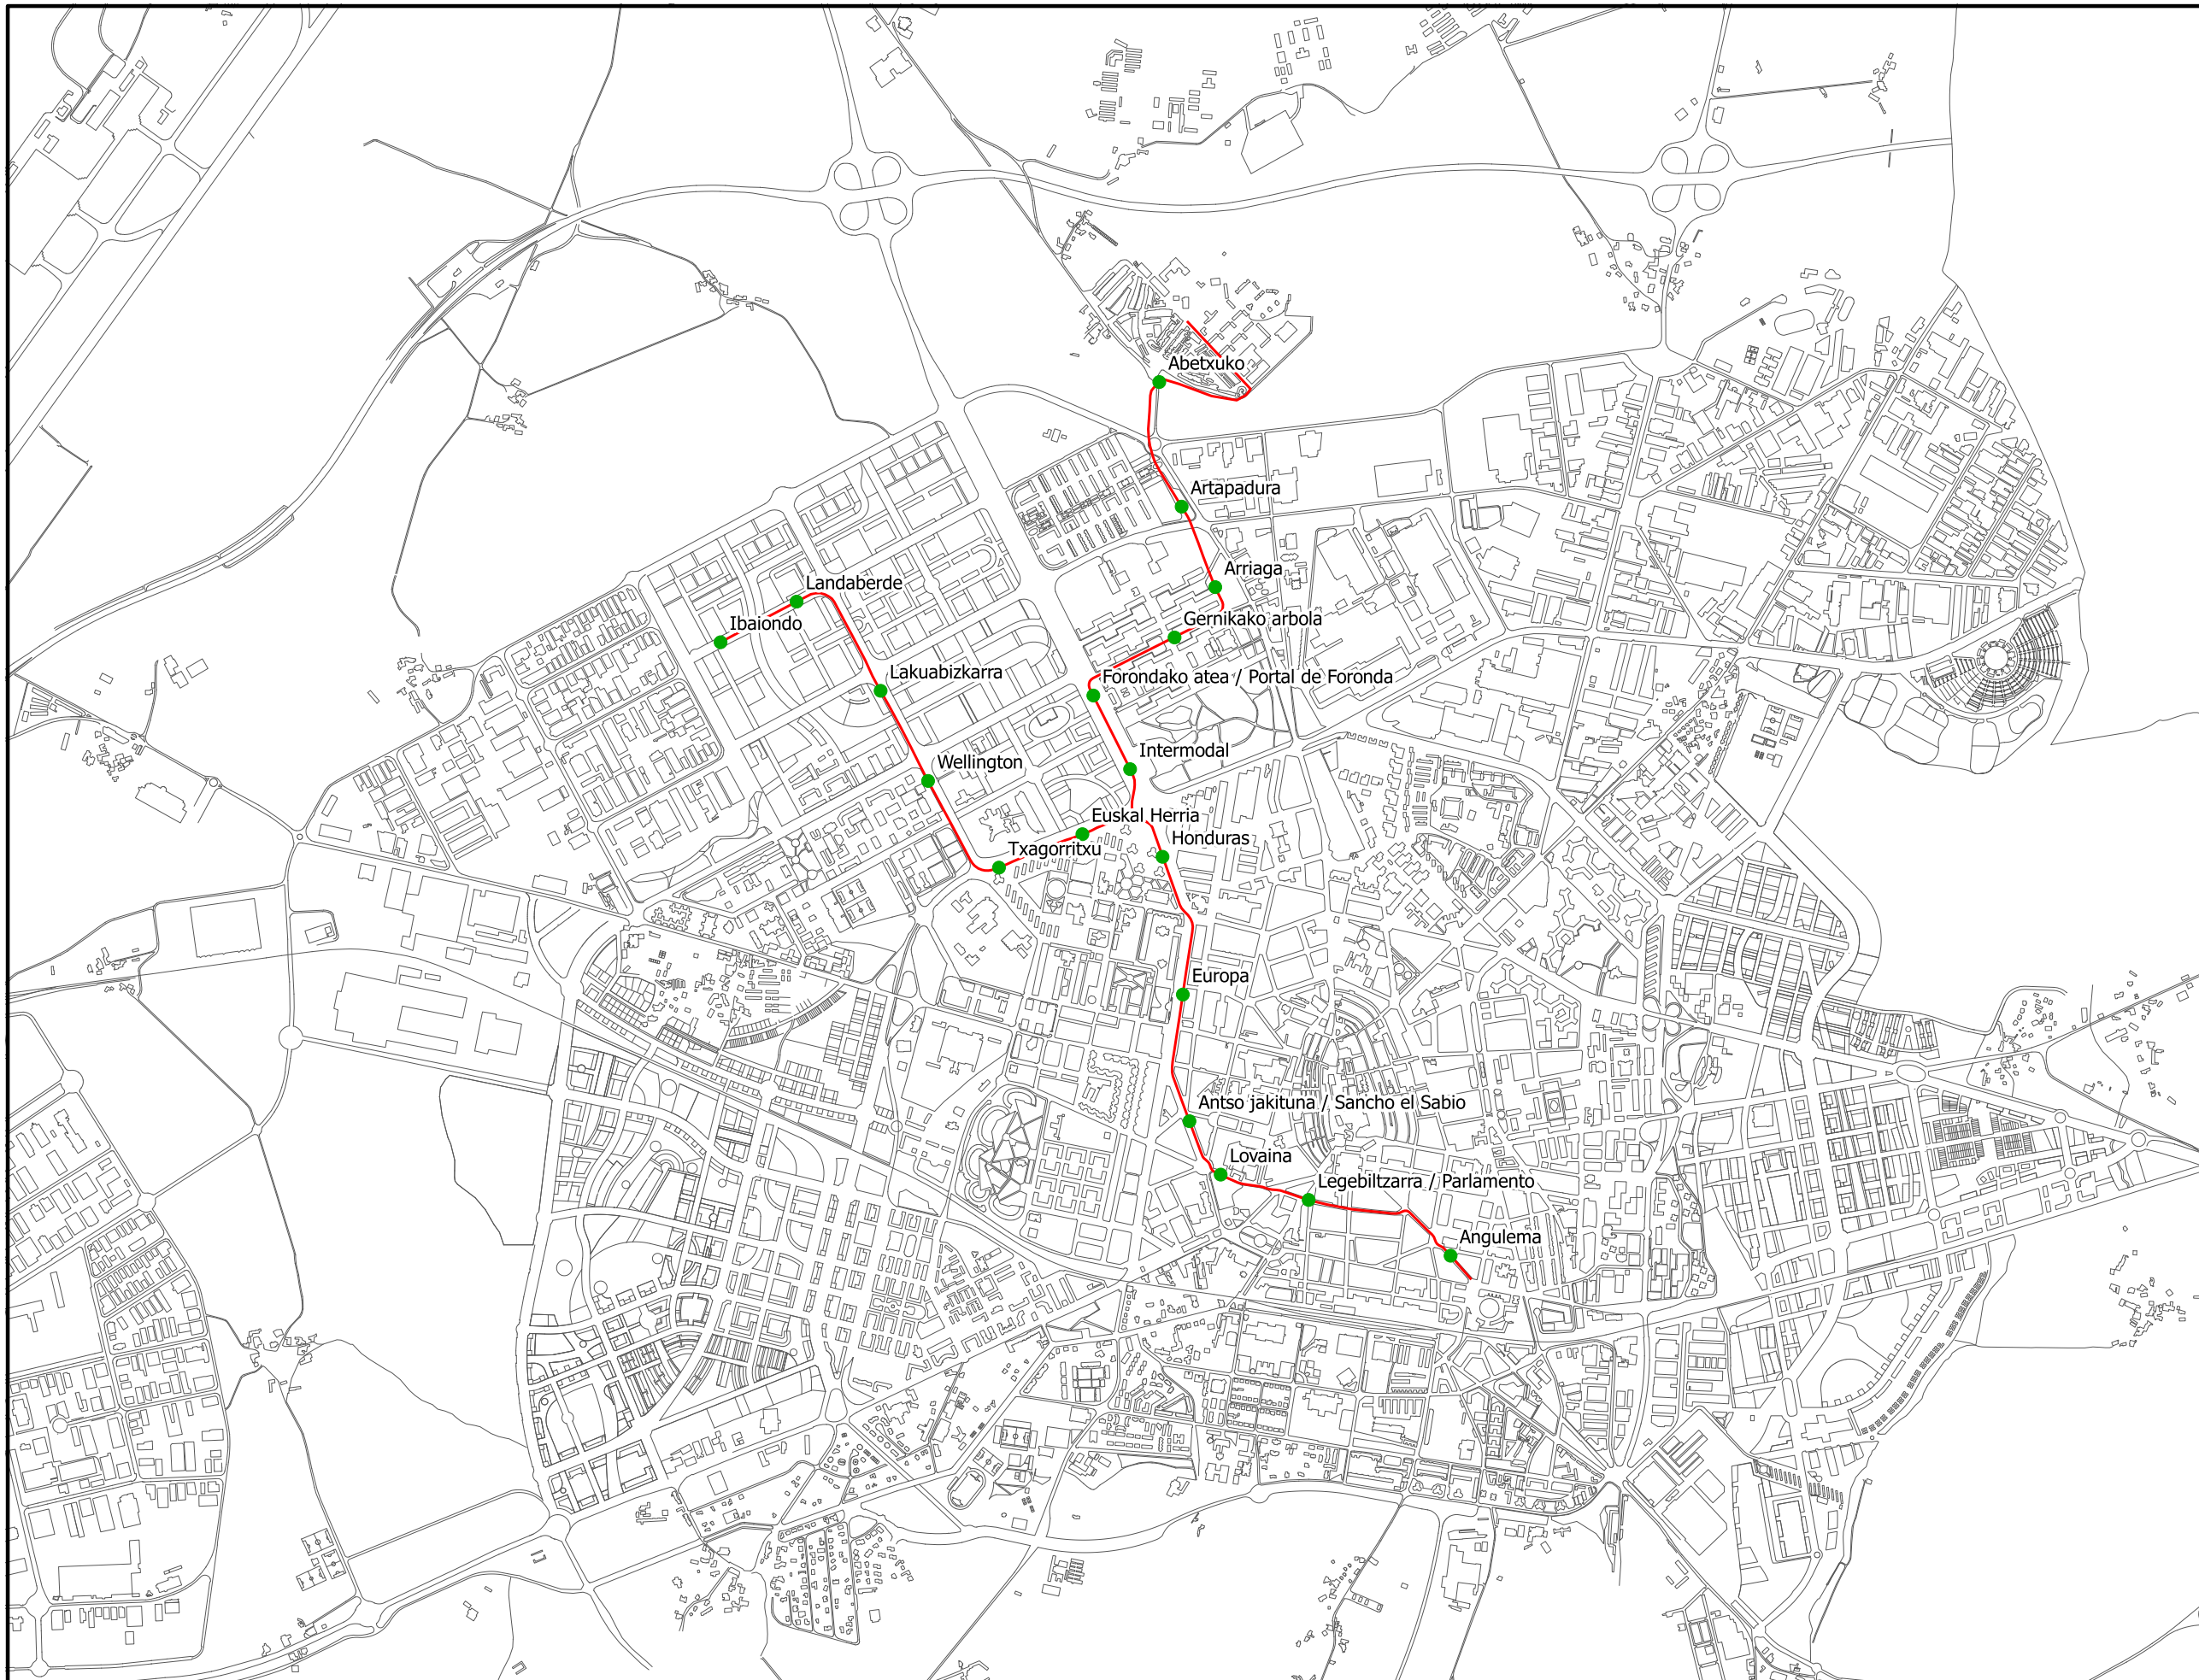 Abetxuko
Artapadura
Arriaga
Landaberde
Ibaiondo
Gernikako arbola
Lakuabizkarra
Forondako atea / Portal de Foronda
Intermodal
Wellington
Euskal Herria
Honduras
Txagorritxu
Europa
Antso jakituna / Sancho el Sabio
Lovaina
Legebiltzarra / Parlamento
Angulema